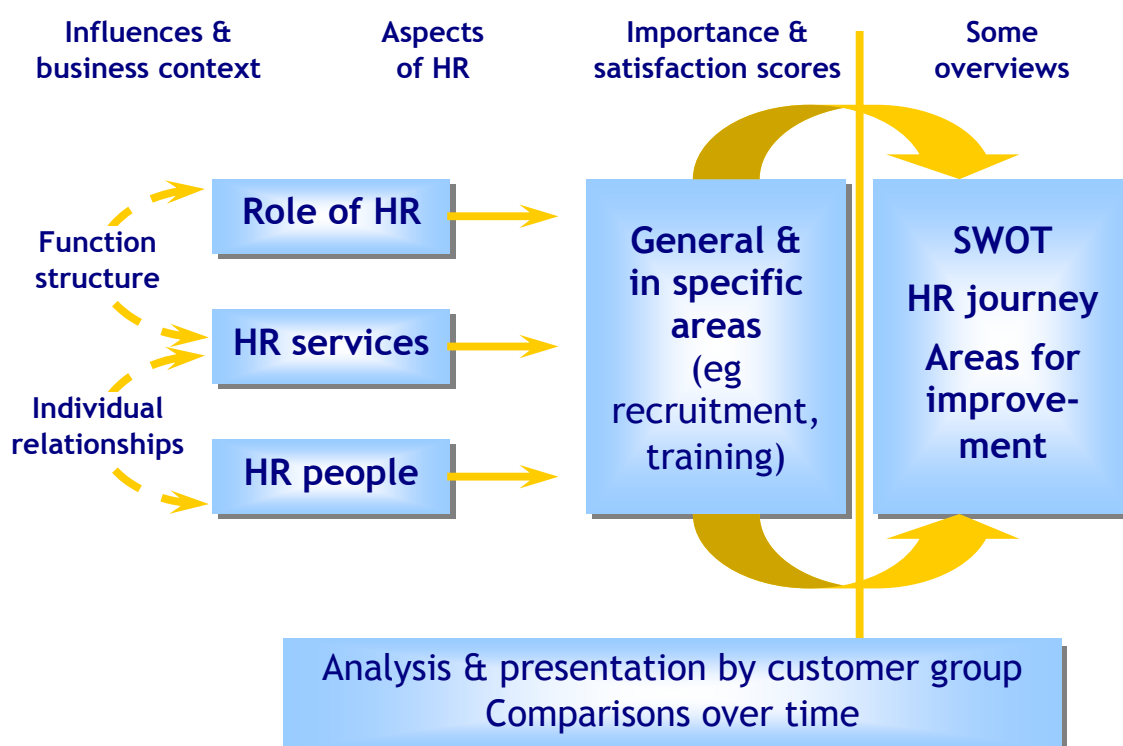 Influences &
business context
Aspects
of HR
Importance &
satisfaction scores
Some
overviews
Function
structure
Individual
relationships
Role of HR
HR services
HR people
General &
in specific
areas
(eg
recruitment,
training)
SWOT
HR journey
Areas for
improve-
ment
Analysis & presentation by customer group
Comparisons over time